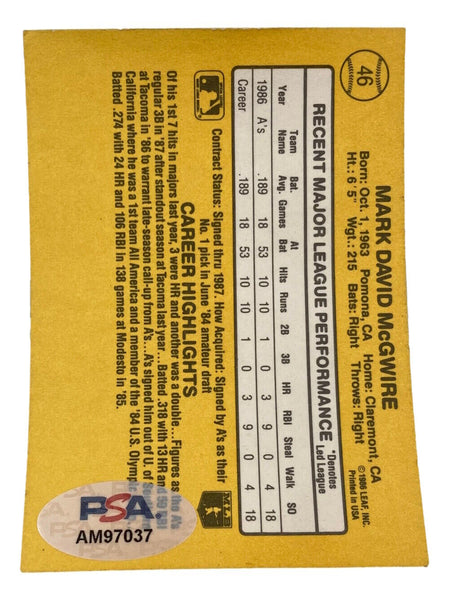 46
MARK DAVID McGWIRE
Born: Oct. 1, 1963 Pomona, CA Home: Claremont, CA
Ht.: 6' 5" Wgt.: 215 Bats: Right Throws: Right
©1986 LEAF, INC.
Printed in USA
RECENT MAJOR LEAGUE PERFORMANCE
*Denotes
Led League
Year Team Name Bat. Avg. Games At Bat Hits Runs 2B 3B HR RBI Steal Walk SO
1986 A's .189 18 53 10 10 1 0 3 9 0 4 18
Career .189 18 53 10 10 1 0 3 9 0 4 18
Contract Status: Signed thru 1987. How Acquired: Signed by A's as their
No. 1 pick in June '84 amateur draft
CAREER HIGHLIGHTS
Of his 1st 7 hits in majors last year, 3 were HR and another was a double... Figures as the A's
regular 3B in '87 after standout season at Tacoma last year... Batted .318 with 13 HR and
at Tacoma in '86 to warrant late-season call-up from A's... A's signed him out of U. of
California where he was a 1st team All America and a member of the '84 U.S. Olympic
Batted .274 with 24 HR and 106 RBI in 138 games at Modesto in '85.
MLBPA
PSA
AM97037